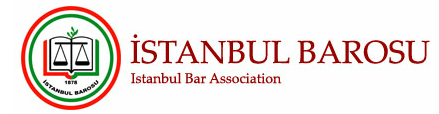 1878
İSTANBUL BAROSU
İSTANBUL BAROSU
Istanbul Bar Association